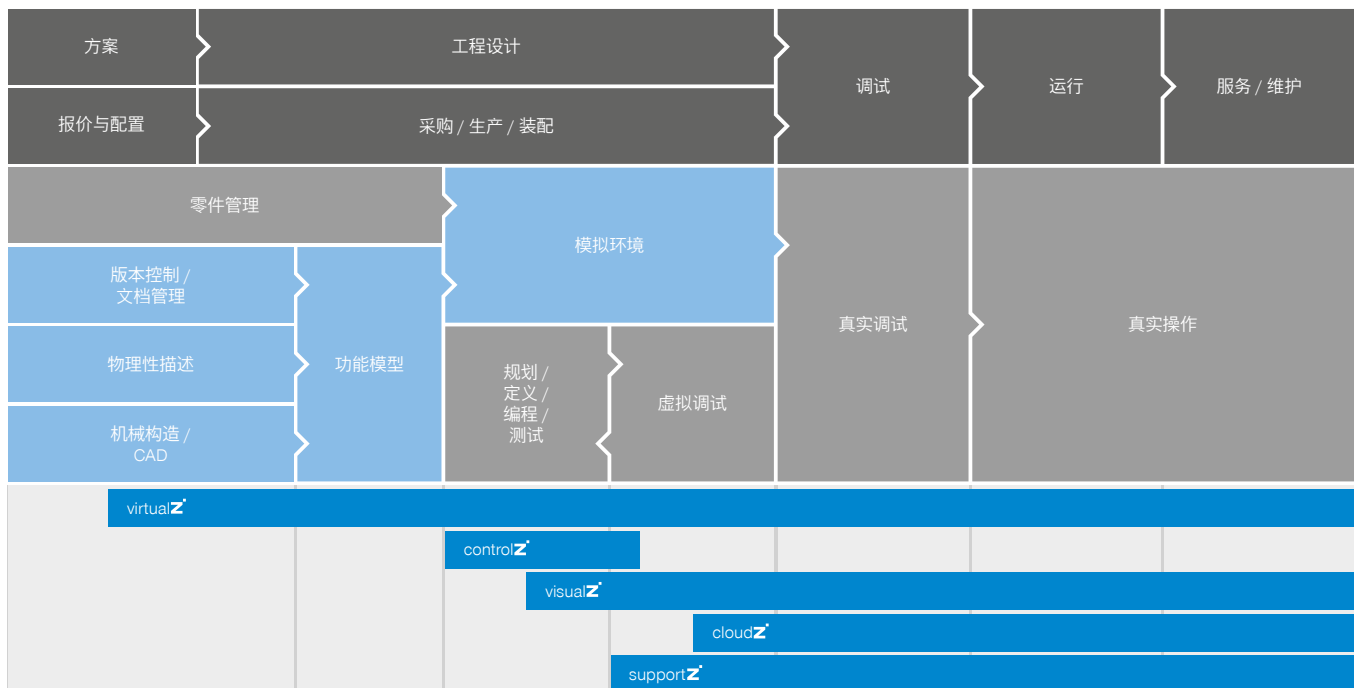 方案
工程设计
调试
运行
服务 / 维护
报价与配置
采购 / 生产 / 装配
零件管理
模拟环境
版本控制 /
文档管理
物理性描述
功能模型
机械构造 /
CAD
规划 /
定义 /
编程 /
测试
虚拟调试
真实调试
真实操作
virtualz
controlz
visualz
cloudz
supportz